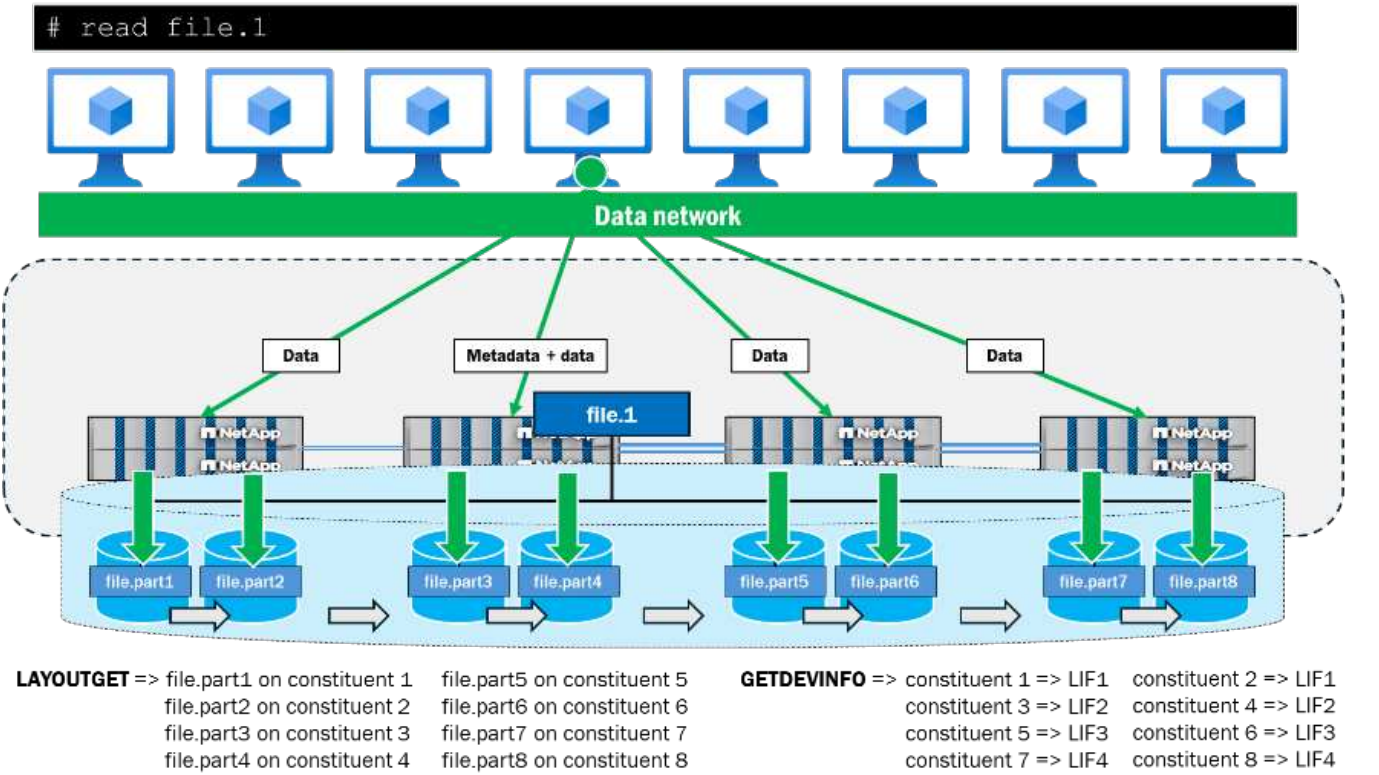 # read file.1
Data network
Data
Metadata + data
Data
Data
file.1
NetApp
NetApp
NetApp
NetApp
NetApp
NetApp
file.part1
file.part2
file.part3
file.part4
file.part5
file.part6
file.part7
file.part8
LAYOUTGET => file.part1 on constituent 1
file.part2 on constituent 2
file.part3 on constituent 3
file.part4 on constituent 4
file.part5 on constituent 5
file.part6 on constituent 6
file.part7 on constituent 7
file.part8 on constituent 8
GETDEVINFO => constituent 1 => LIF1 constituent 2 => LIF1
constituent 3 => LIF2 constituent 4 => LIF2
constituent 5 => LIF3 constituent 6 => LIF3
constituent 7 => LIF4 constituent 8 => LIF4